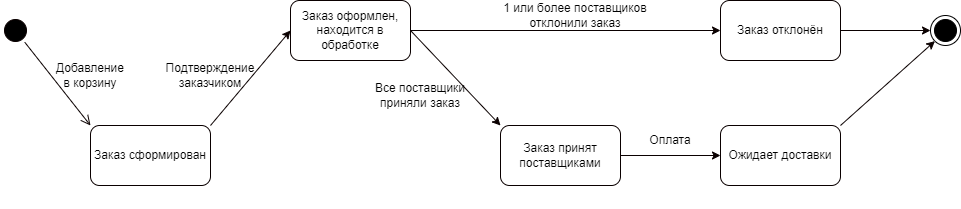 Заказ оформлен,
находится в
обработке
1 или более поставщиков
отклонили заказ
Заказ отклонён
Добавление
в корзину
Подтверждение
заказчиком
Все поставщики
приняли заказ
Заказ сформирован
Заказ принят
поставщиками
Оплата
Ожидает доставки